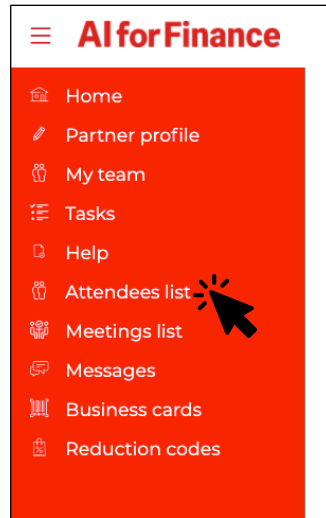 AI for Finance
Home
Partner profile
My team
Tasks
Help
Attendees list
Meetings list
Messages
Business cards
Reduction codes